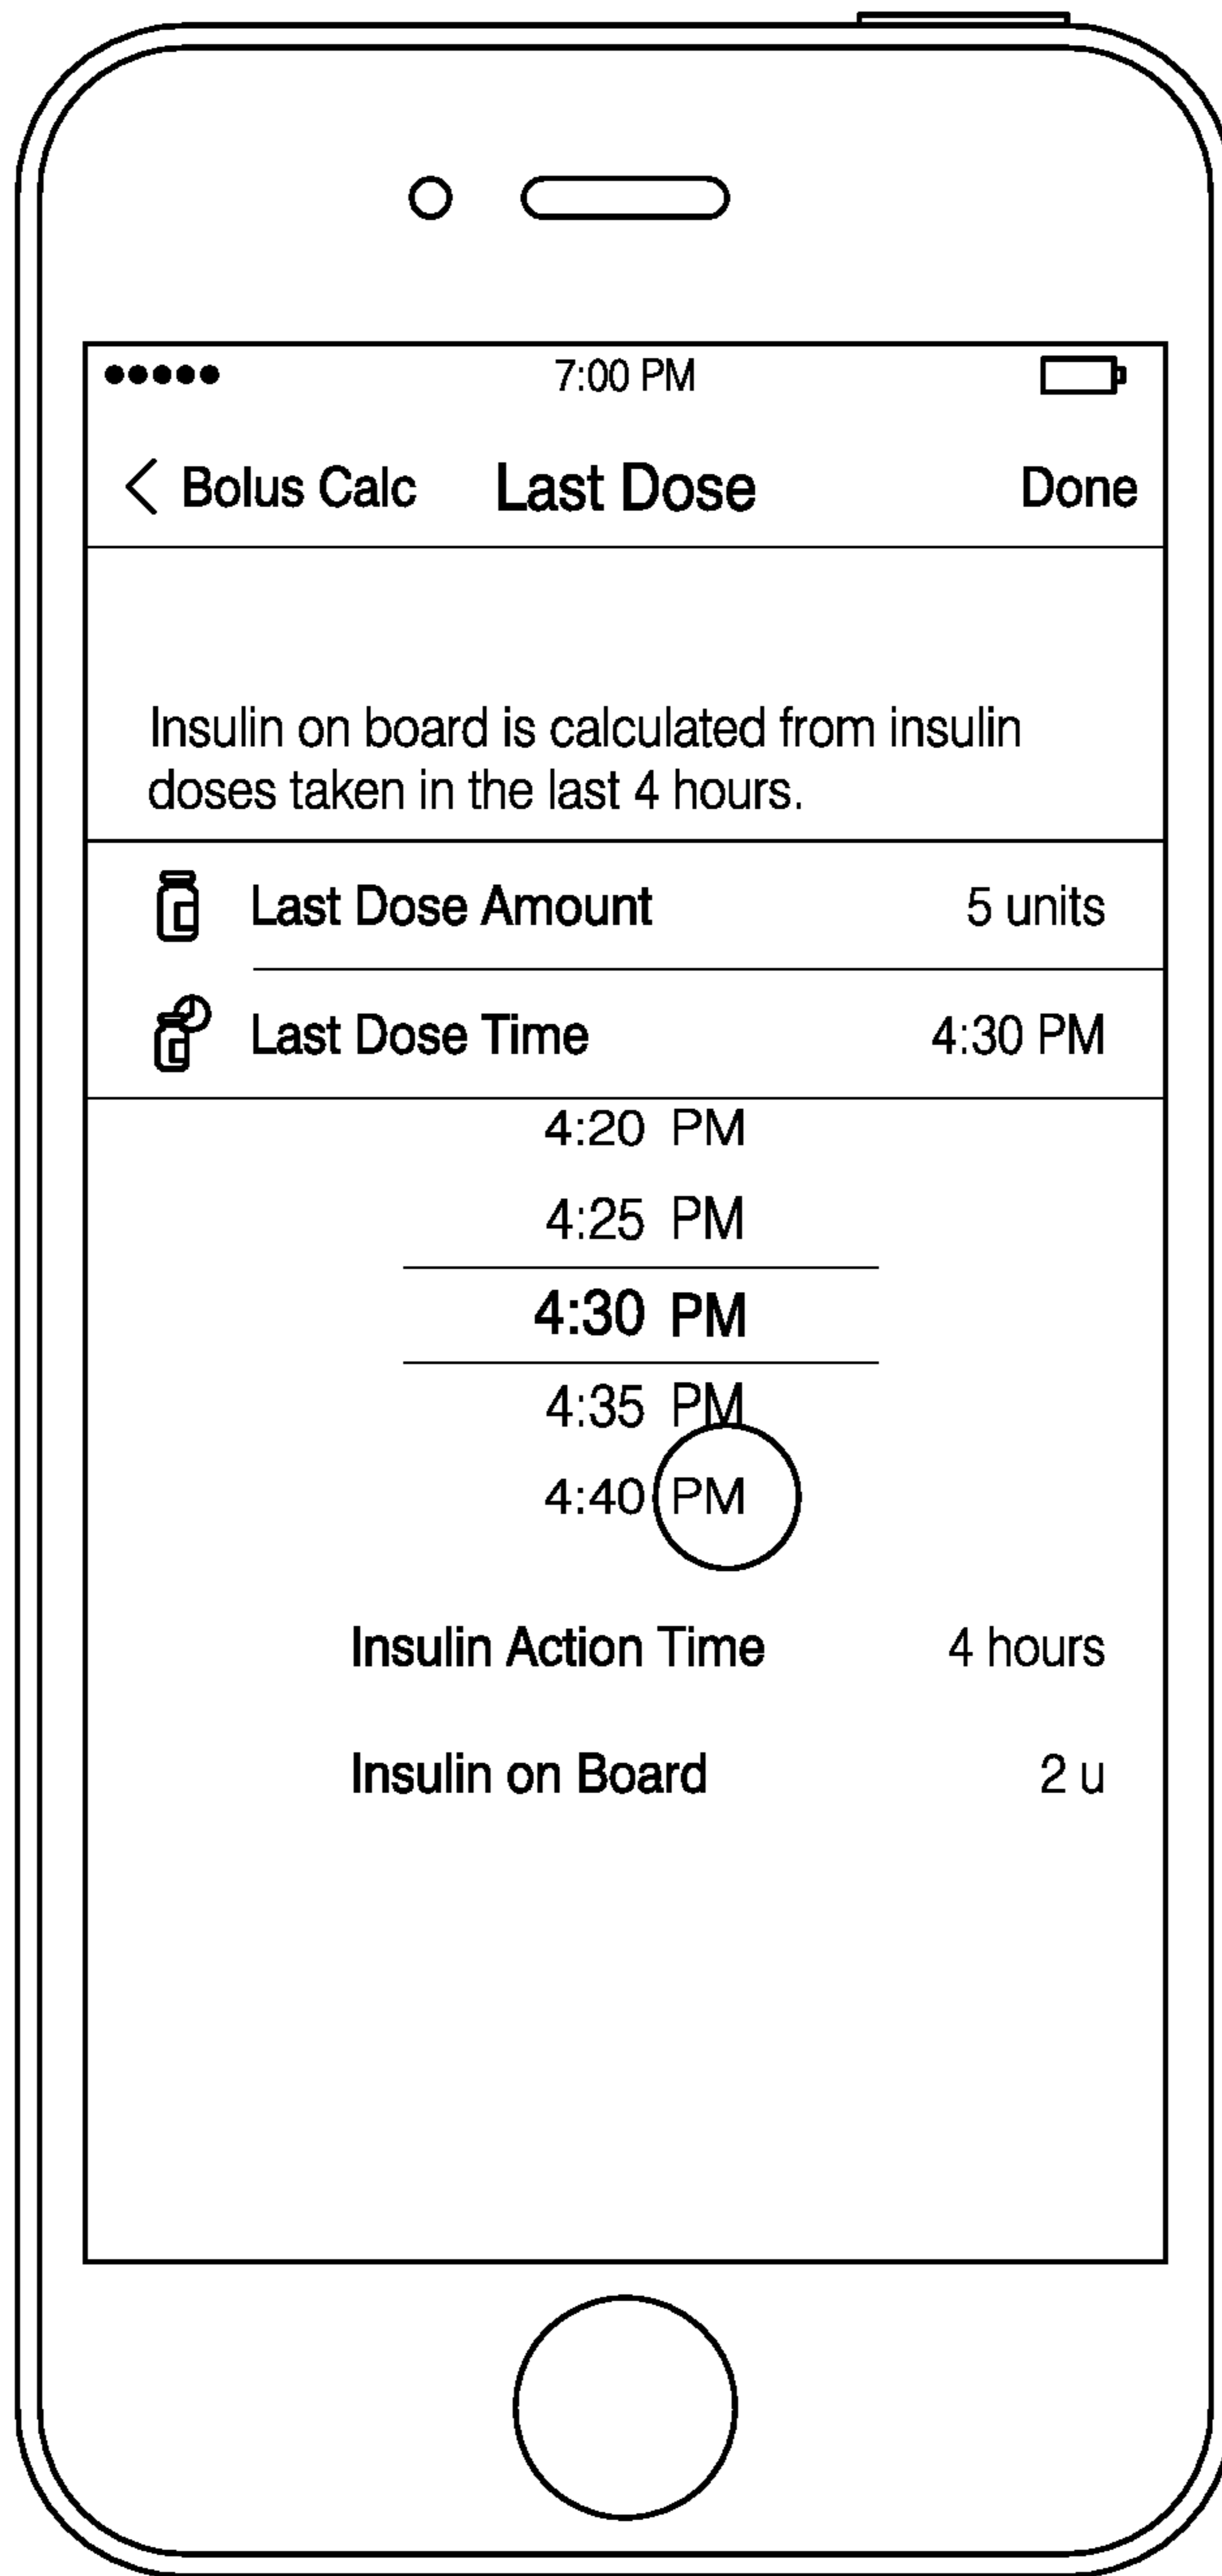 7:00 PM
< Bolus Calc Last Dose Done
Insulin on board is calculated from insulin
doses taken in the last 4 hours.
Last Dose Amount 5 units
Last Dose Time 4:30 PM
4:20 PM
4:25 PM
4:30 PM
4:35 PM
4:40 PM
Insulin Action Time 4 hours
Insulin on Board 2 u